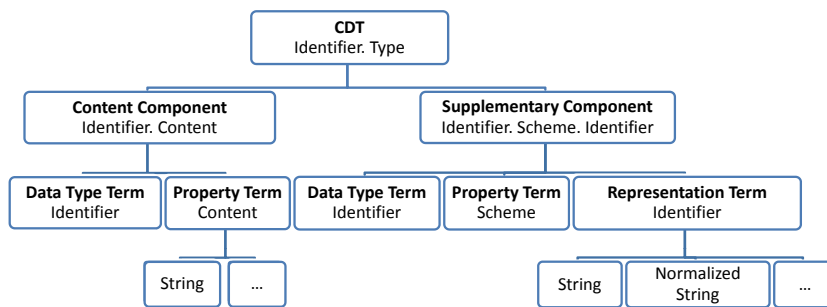 CDT
Identifier. Type
Content Component
Identifier. Content
Supplementary Component
Identifier. Scheme. Identifier
Data Type Term
Identifier
Property Term
Content
Data Type Term
Identifier
Property Term
Scheme
Representation Term
Identifier
String
...
String
Normalized
String
...